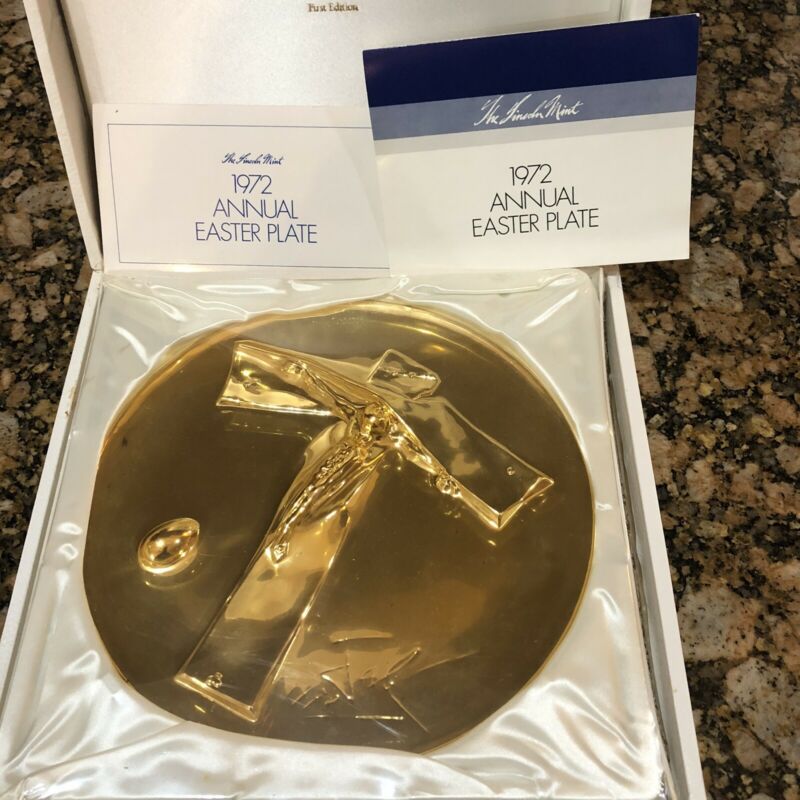 First Edition
The Lincoln Mint
1972
ANNUAL
EASTER PLATE
The Lincoln Mint
1972
ANNUAL
EASTER PLATE